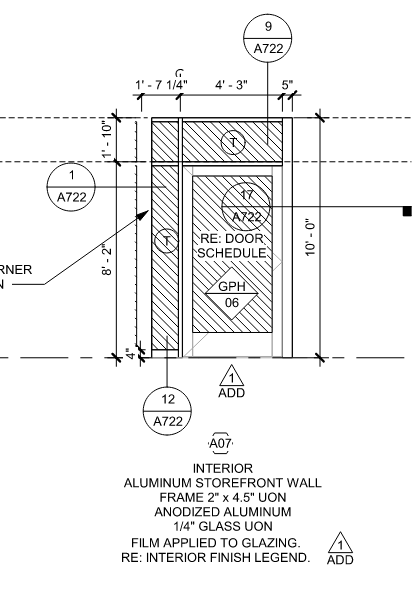 9
A722
G
1' - 7 1/4"
4' - 3"
5"
1' - 10"
T
1
A722
17
A722
T
RE: DOOR
SCHEDULE
10' - 0"
8' - 2"
RNER
N
GPH
06
4"
1
ADD
12
A722
A07
INTERIOR
ALUMINUM STOREFRONT WALL
FRAME 2" x 4.5" UON
ANODIZED ALUMINUM
1/4" GLASS UON
FILM APPLIED TO GLAZING.
RE: INTERIOR FINISH LEGEND.
1
ADD